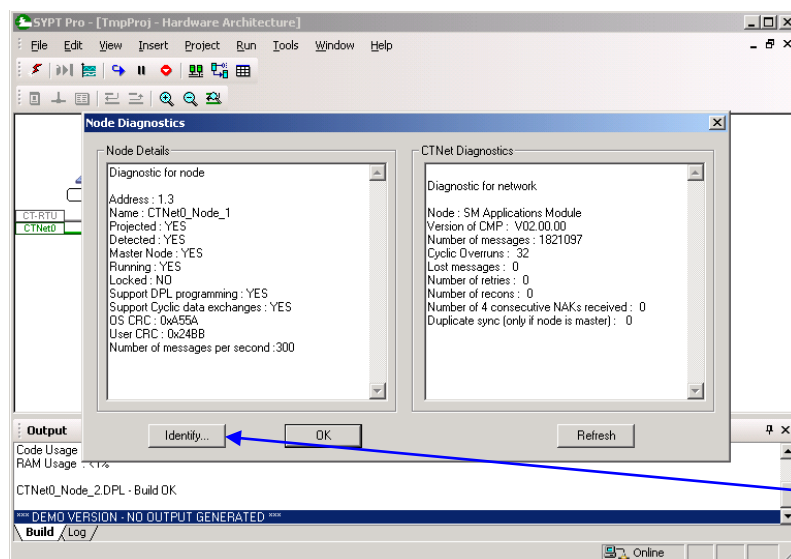 SYPT Pro - [TmpProj - Hardware Architecture]
File Edit View Insert Project Run Tools Window Help
Node Diagnostics
Node Details
Diagnostic for node
Address : 1.3
Name : CTNet0_Node_1
Projected : YES
Detected : YES
Master Node : YES
Running : YES
Locked : NO
Support DPL programming : YES
Support Cyclic data exchanges : YES
OS CRC : 0xA55A
User CRC : 0x24BB
Number of messages per second :300
CTNet Diagnostics
Diagnostic for network
Node : SM Applications Module
Version of CMP : V02.00.00
Number of messages : 1821097
Cyclic Overruns : 32
Lost messages : 0
Number of retries : 0
Number of recons : 0
Number of 4 consecutive NAKs received : 0
Duplicate sync (only if node is master) : 0
CT-RTU
CTNet0
Identify...
OK
Refresh
Output
Code Usage
RAM Usage : <1%
CTNet0_Node_2.DPL - Build OK
*** DEMO VERSION - NO OUTPUT GENERATED ***
Build Log
Online